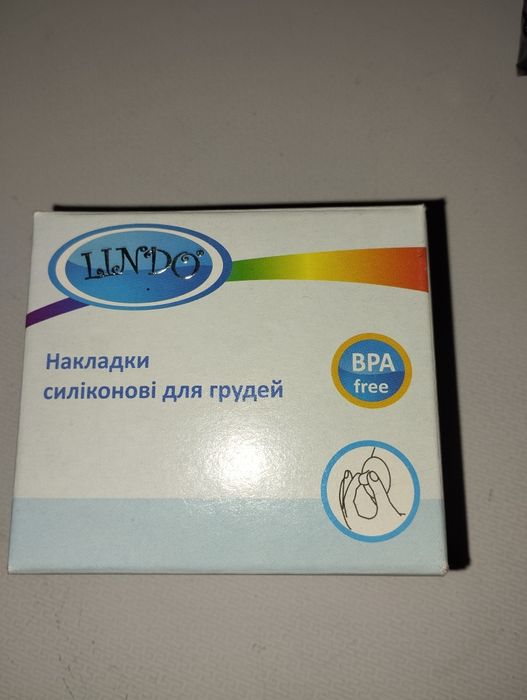 LINDO
Накладки
силіконові для грудей
BPA
free